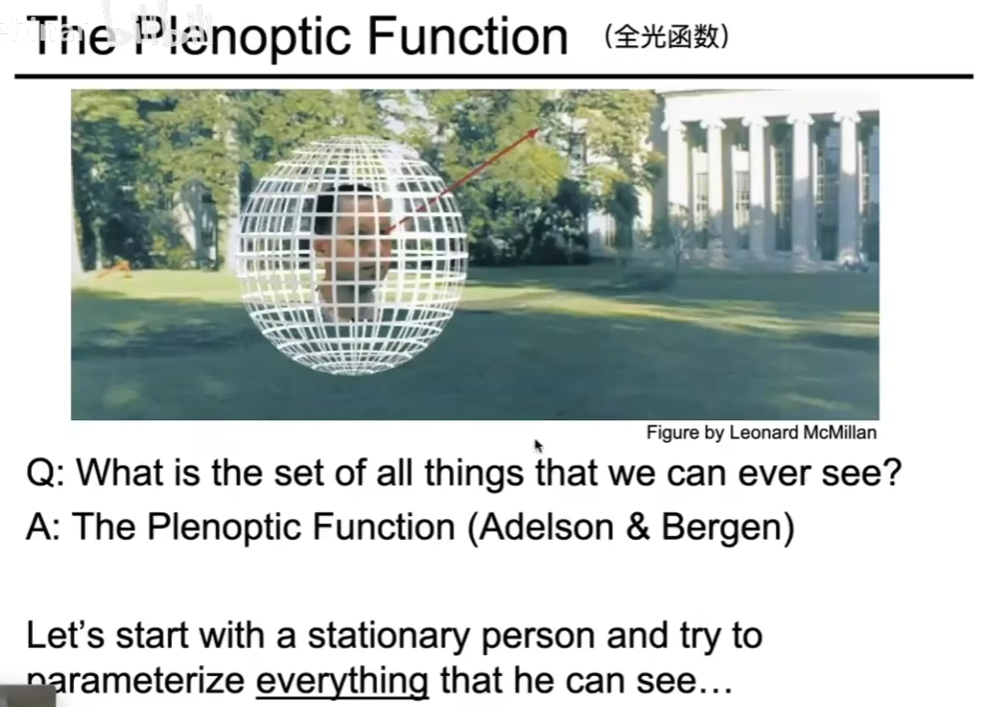 The Plenoptic Function (全光函数)
Figure by Leonard McMillan
Q: What is the set of all things that we can ever see?
A: The Plenoptic Function (Adelson & Bergen)
Let's start with a stationary person and try to
parameterize everything that he can see…